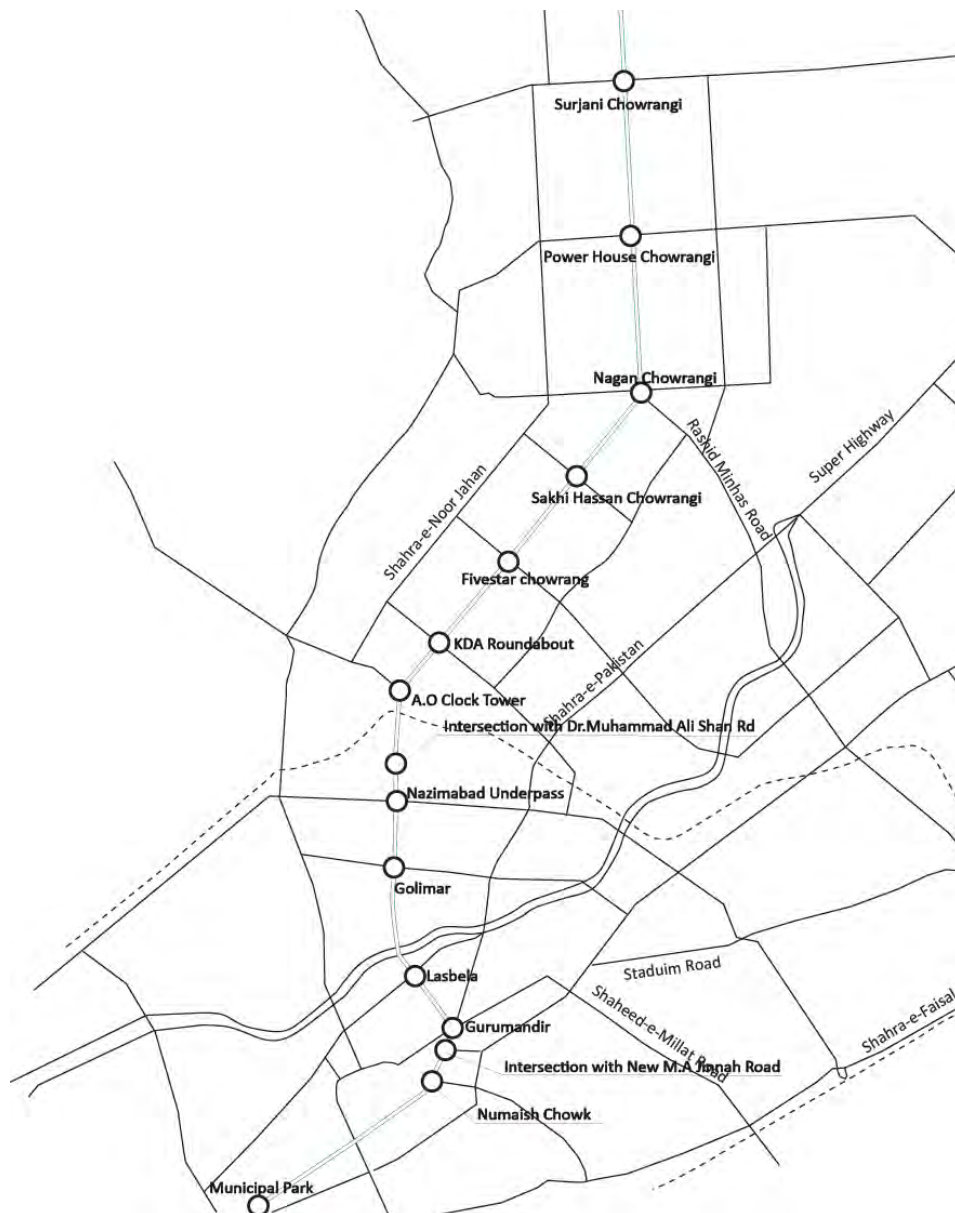 Surjani Chowrangi
Power House Chowrangi
Nagan Chowrangi
Rashid Minhas Road
Super Highway
Shahra-e-Noor Jahan
Sakhi Hassan Chowrangi
Fivestar chowrang
KDA Roundabout
Shahra-e-Pakistan
A.O Clock Tower
Intersection with Dr.Muhammad Ali Shan Rd
Nazimabad Underpass
Golimar
Lasbela
Staduim Road
Shaheed-e-Millat Road
Shahra-e-Faisal
Gurumandir
Intersection with New M.A Jinnah Road
Numaish Chowk
Municipal Park